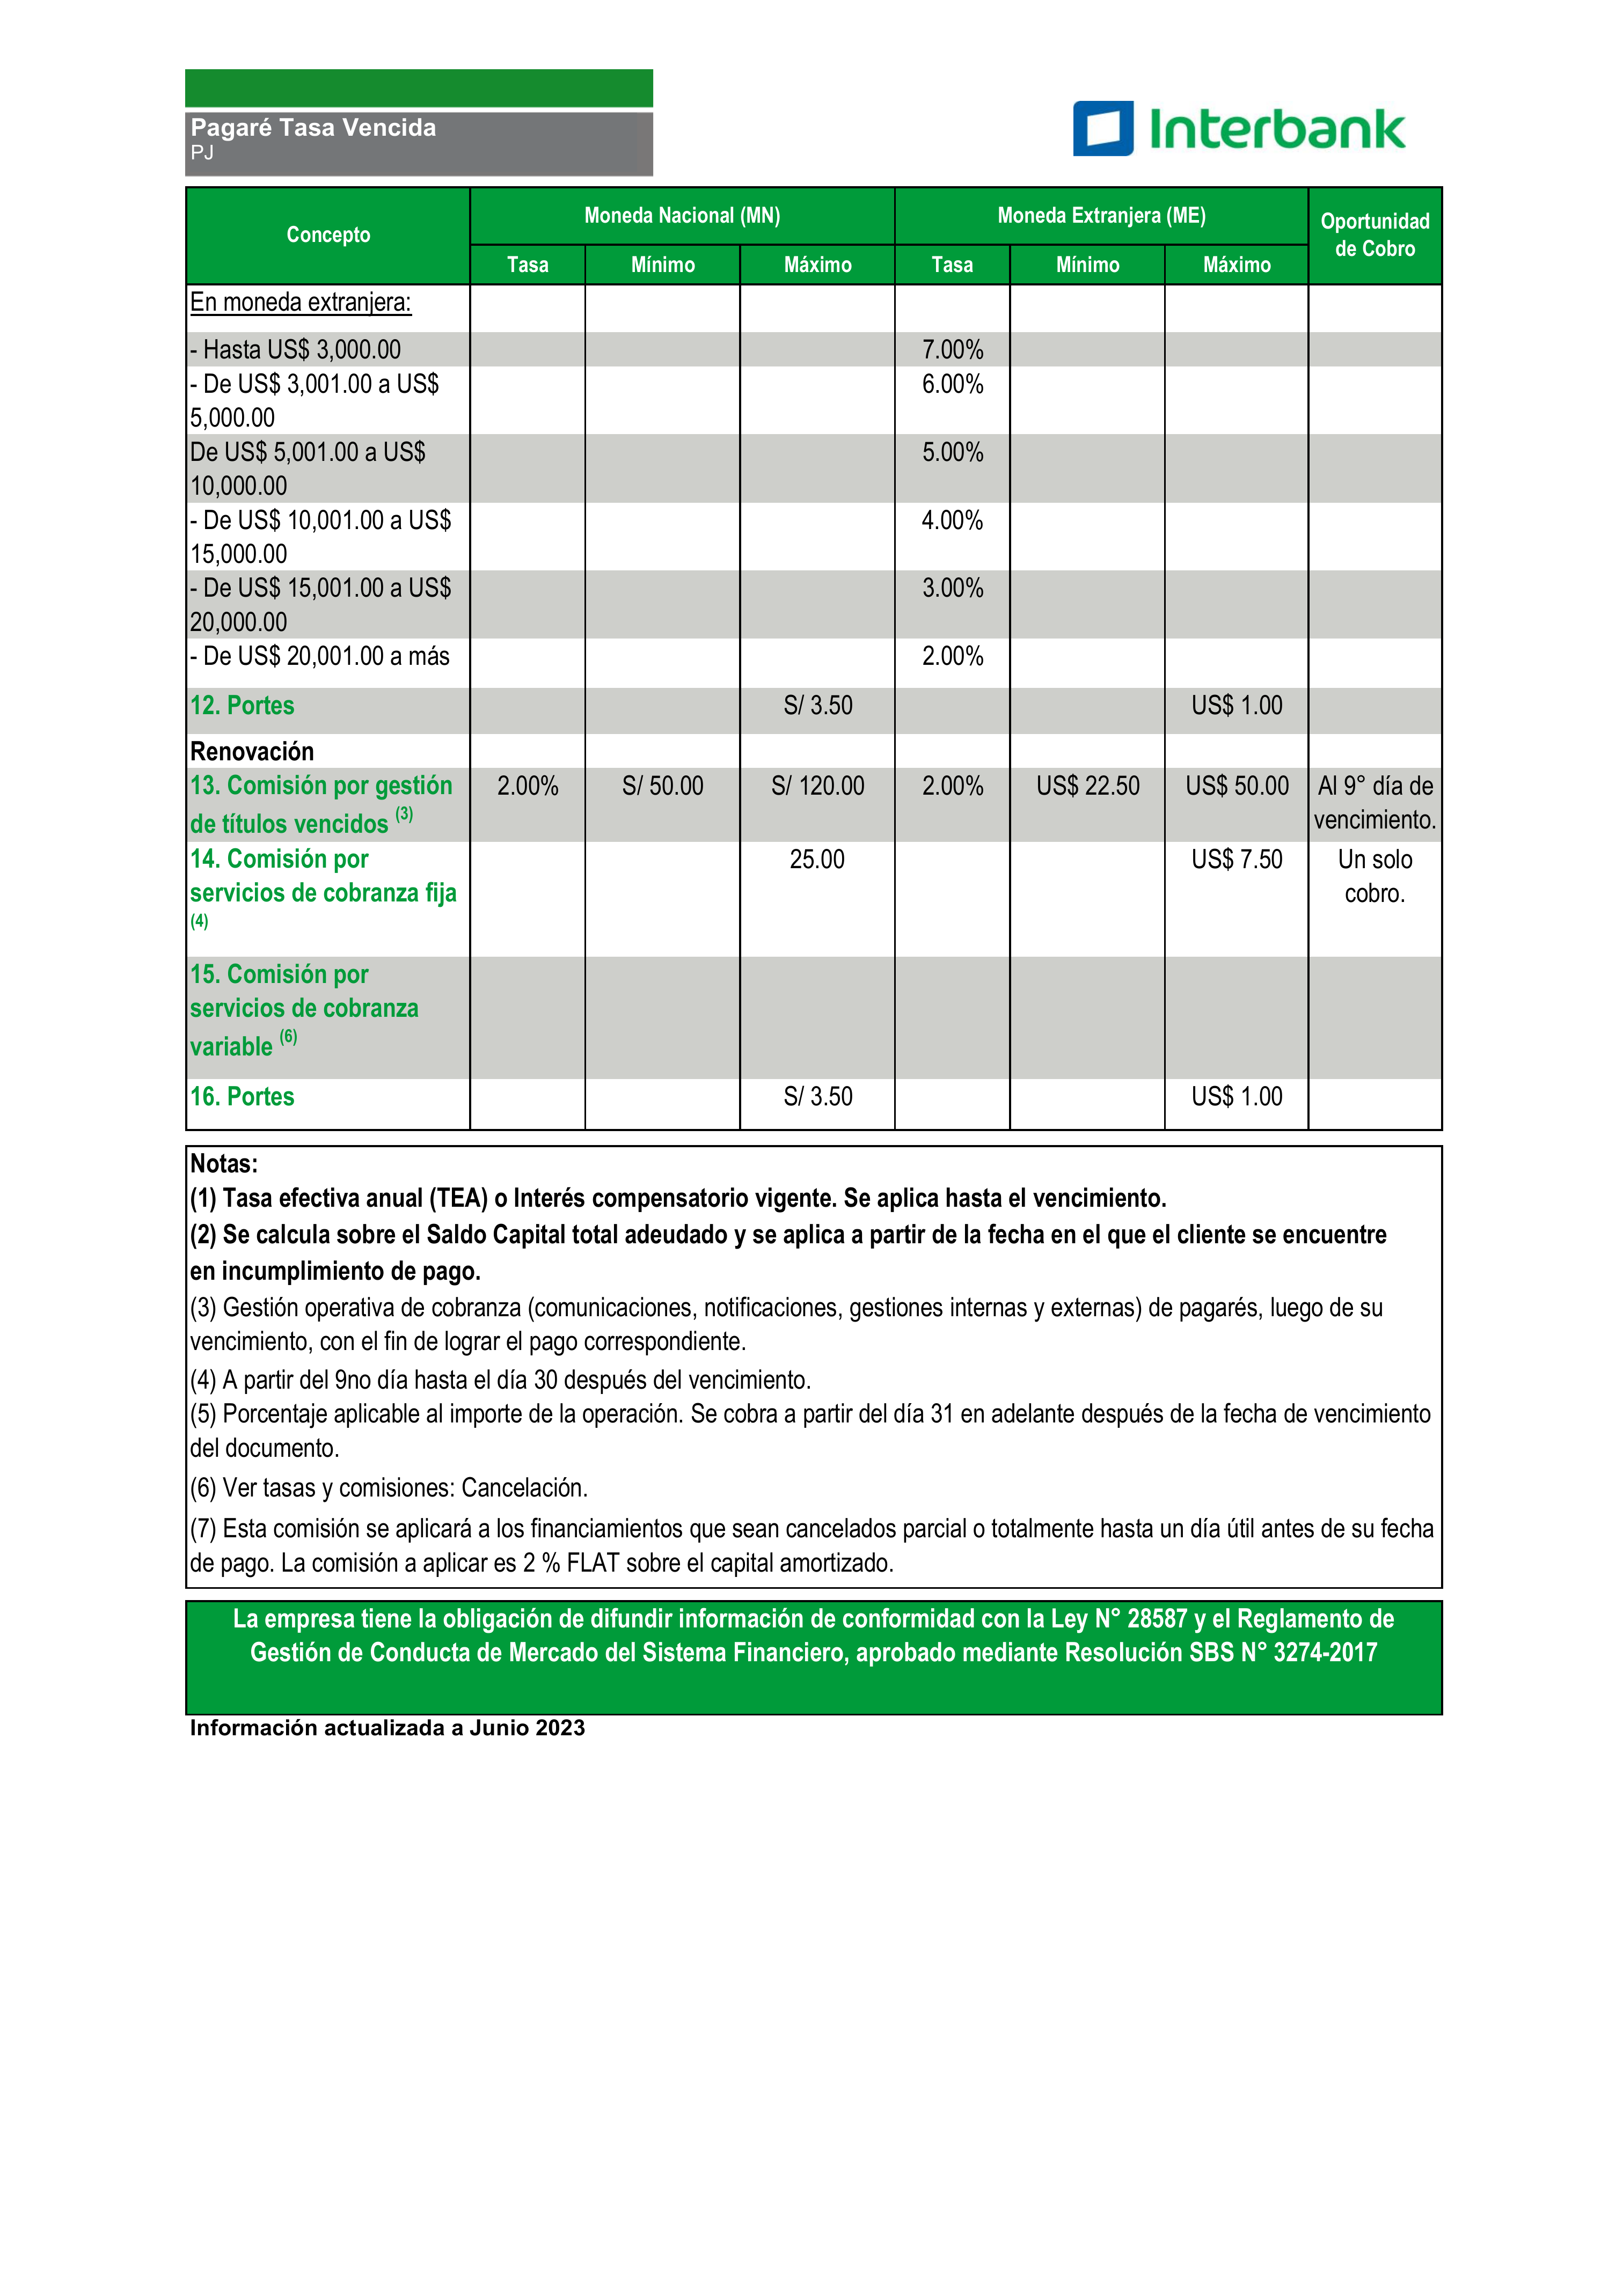 Pagaré Tasa Vencida
PJ
Interbank
Concepto
Moneda Nacional (MN)
Moneda Extranjera (ME)
Oportunidad
de Cobro
Tasa
Mínimo
Máximo
Tasa
Mínimo
Máximo
En moneda extranjera:
- Hasta US$ 3,000.00
7.00%
- De US$ 3,001.00 a US$
5,000.00
6.00%
De US$ 5,001.00 a US$
10,000.00
5.00%
- De US$ 10,001.00 a US$
15,000.00
4.00%
- De US$ 15,001.00 a US$
20,000.00
3.00%
- De US$ 20,001.00 a más
2.00%
12. Portes
S/ 3.50
US$ 1.00
Renovación
13. Comisión por gestión
de títulos vencidos (3)
2.00%
S/ 50.00
S/ 120.00
2.00%
US$ 22.50
US$ 50.00
Al 9° día de
vencimiento.
14. Comisión por
servicios de cobranza fija
(4)
25.00
US$ 7.50
Un solo
cobro.
15. Comisión por
servicios de cobranza
variable (6)
16. Portes
S/ 3.50
US$ 1.00
Notas:
(1) Tasa efectiva anual (TEA) o Interés compensatorio vigente. Se aplica hasta el vencimiento.
(2) Se calcula sobre el Saldo Capital total adeudado y se aplica a partir de la fecha en el que el cliente se encuentre
en incumplimiento de pago.
(3) Gestión operativa de cobranza (comunicaciones, notificaciones, gestiones internas y externas) de pagarés, luego de su
vencimiento, con el fin de lograr el pago correspondiente.
(4) A partir del 9no día hasta el día 30 después del vencimiento.
(5) Porcentaje aplicable al importe de la operación. Se cobra a partir del día 31 en adelante después de la fecha de vencimiento
del documento.
(6) Ver tasas y comisiones: Cancelación.
(7) Esta comisión se aplicará a los financiamientos que sean cancelados parcial o totalmente hasta un día útil antes de su fecha
de pago. La comisión a aplicar es 2 % FLAT sobre el capital amortizado.
La empresa tiene la obligación de difundir información de conformidad con la Ley N° 28587 y el Reglamento de
Gestión de Conducta de Mercado del Sistema Financiero, aprobado mediante Resolución SBS N° 3274-2017
Información actualizada a Junio 2023